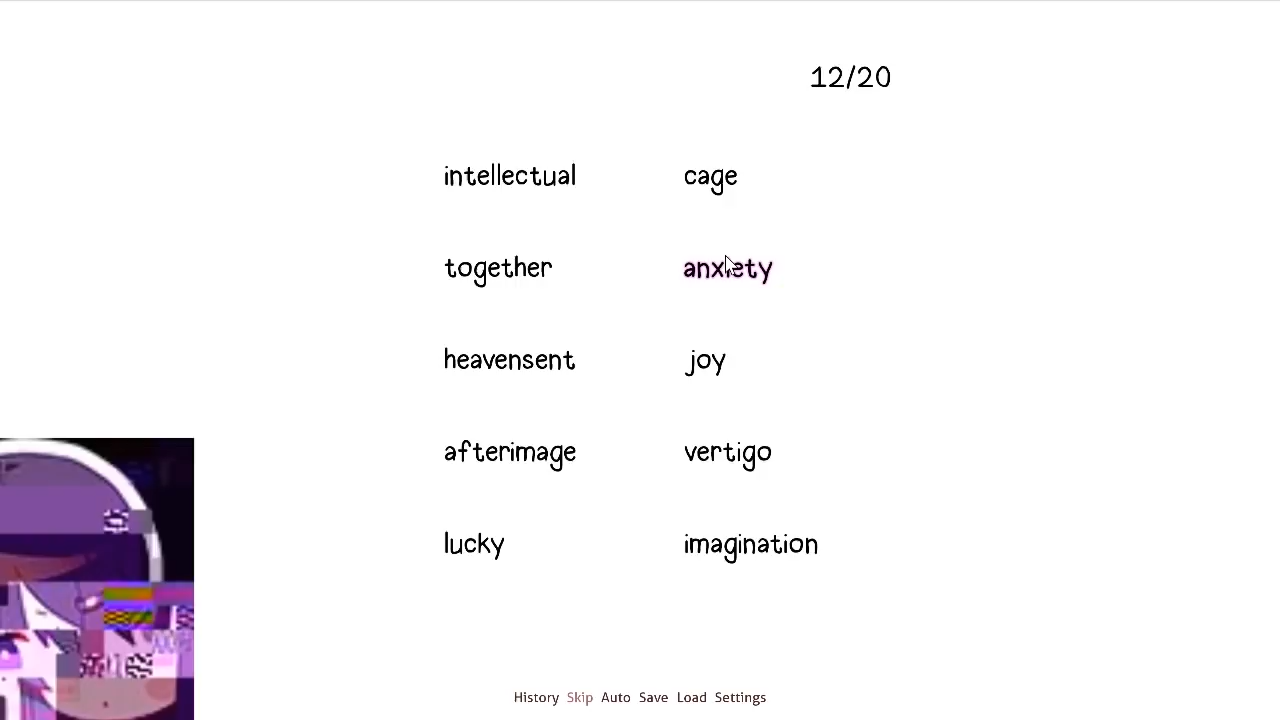 12/20
intellectual cage
together anxiety
heavensent joy
afterimage vertigo
lucky imagination
History Skip Auto Save Load Settings